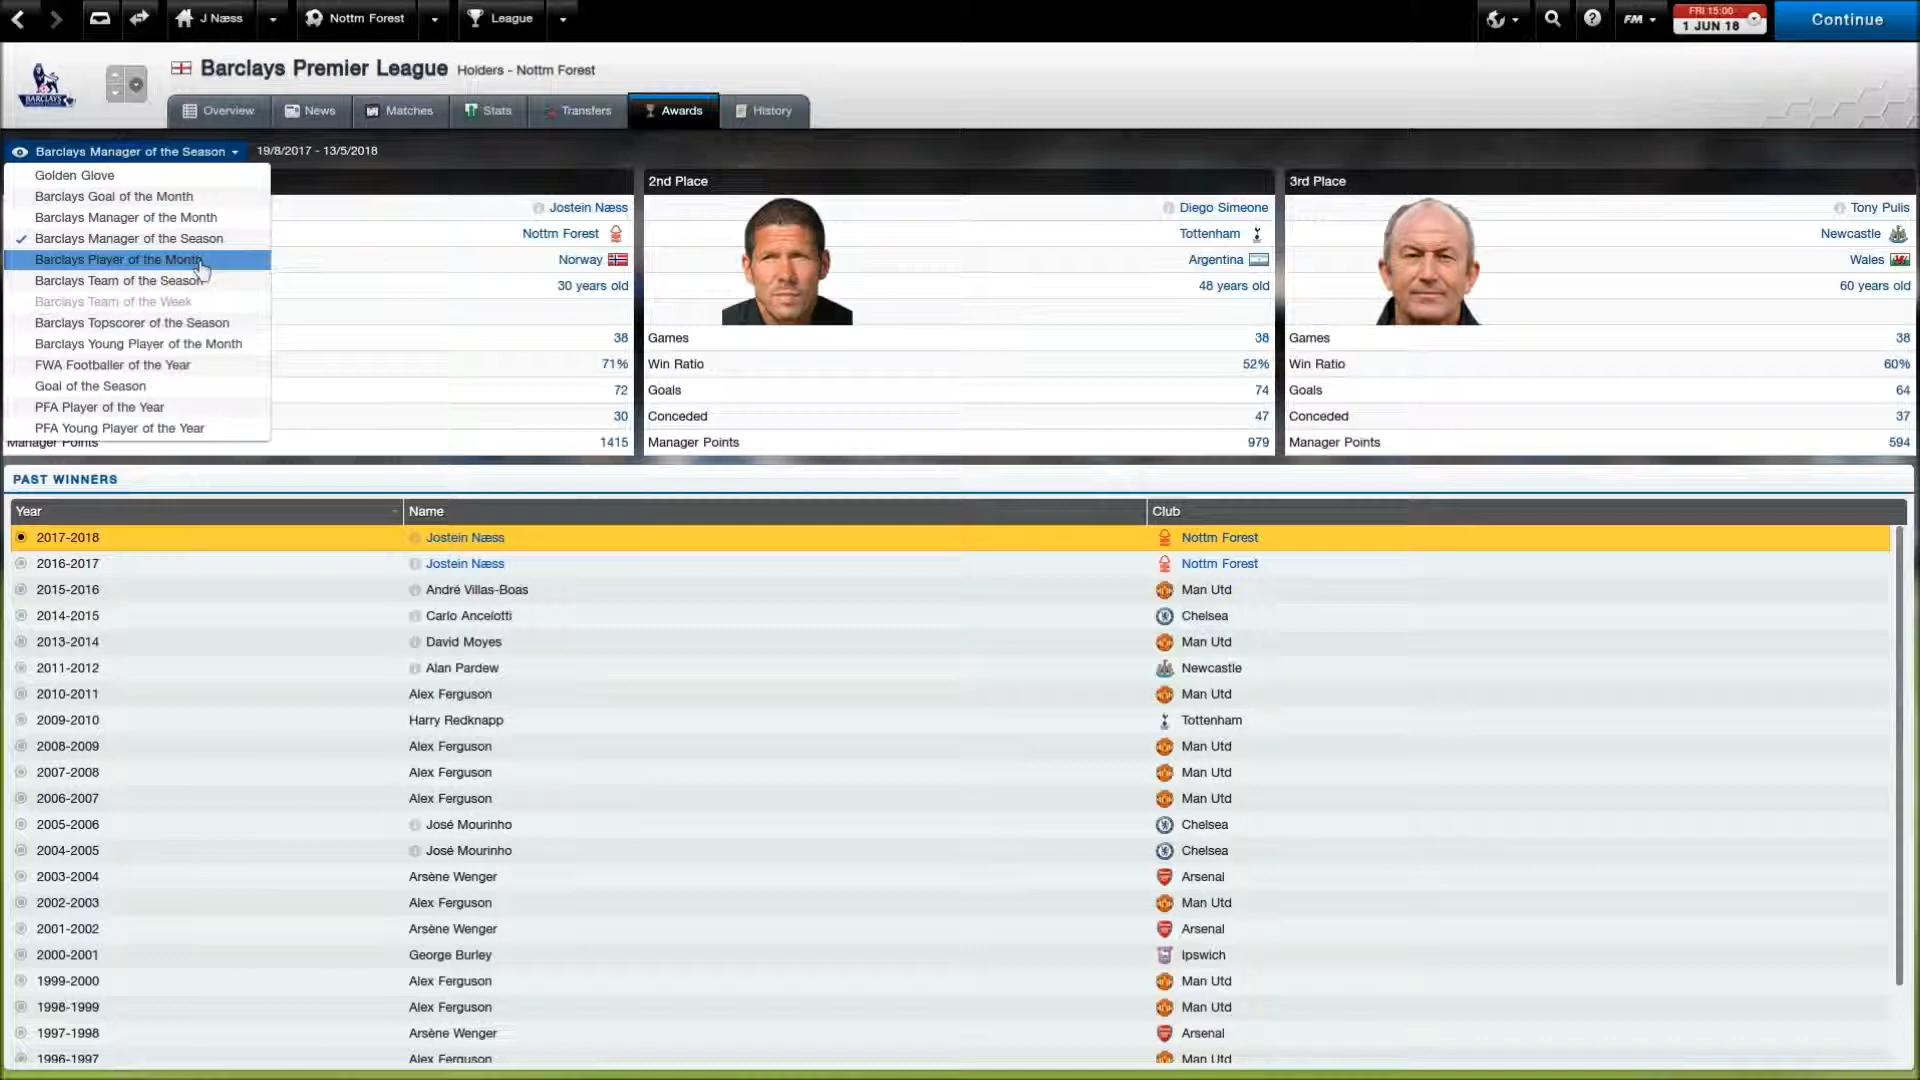 J Næss Nottm Forest League FM FRI 15:00 1 JUN 18 Continue
Barclays Premier League Holders - Nottm Forest
Overview News Matches Stats Transfers Awards History
Barclays Manager of the Season 19/8/2017 - 13/5/2018
Golden Glove
Barclays Goal of the Month
Barclays Manager of the Month
Barclays Manager of the Season
Barclays Player of the Month
Barclays Team of the Season
Barclays Team of the Week
Barclays Topscorer of the Season
Barclays Young Player of the Month
FWA Footballer of the Year
Goal of the Season
PFA Player of the Year
PFA Young Player of the Year
Manager Points
Jostein Næss
Nottm Forest
Norway
30 years old
38
71%
72
30
1415
2nd Place
Diego Simeone
Tottenham
Argentina
48 years old
Games 38
Win Ratio 52%
Goals 74
Conceded 47
Manager Points 979
3rd Place
Tony Pulis
Newcastle
Wales
60 years old
Games 38
Win Ratio 60%
Goals 64
Conceded 37
Manager Points 594
PAST WINNERS
Year Name Club
2017-2018 Jostein Næss Nottm Forest
2016-2017 Jostein Næss Nottm Forest
2015-2016 André Villas-Boas Man Utd
2014-2015 Carlo Ancelotti Chelsea
2013-2014 David Moyes Man Utd
2011-2012 Alan Pardew Newcastle
2010-2011 Alex Ferguson Man Utd
2009-2010 Harry Redknapp Tottenham
2008-2009 Alex Ferguson Man Utd
2007-2008 Alex Ferguson Man Utd
2006-2007 Alex Ferguson Man Utd
2005-2006 José Mourinho Chelsea
2004-2005 José Mourinho Chelsea
2003-2004 Arsène Wenger Arsenal
2002-2003 Alex Ferguson Man Utd
2001-2002 Arsène Wenger Arsenal
2000-2001 George Burley Ipswich
1999-2000 Alex Ferguson Man Utd
1998-1999 Alex Ferguson Man Utd
1997-1998 Arsène Wenger Arsenal
1996-1997 Alex Ferguson Man Utd